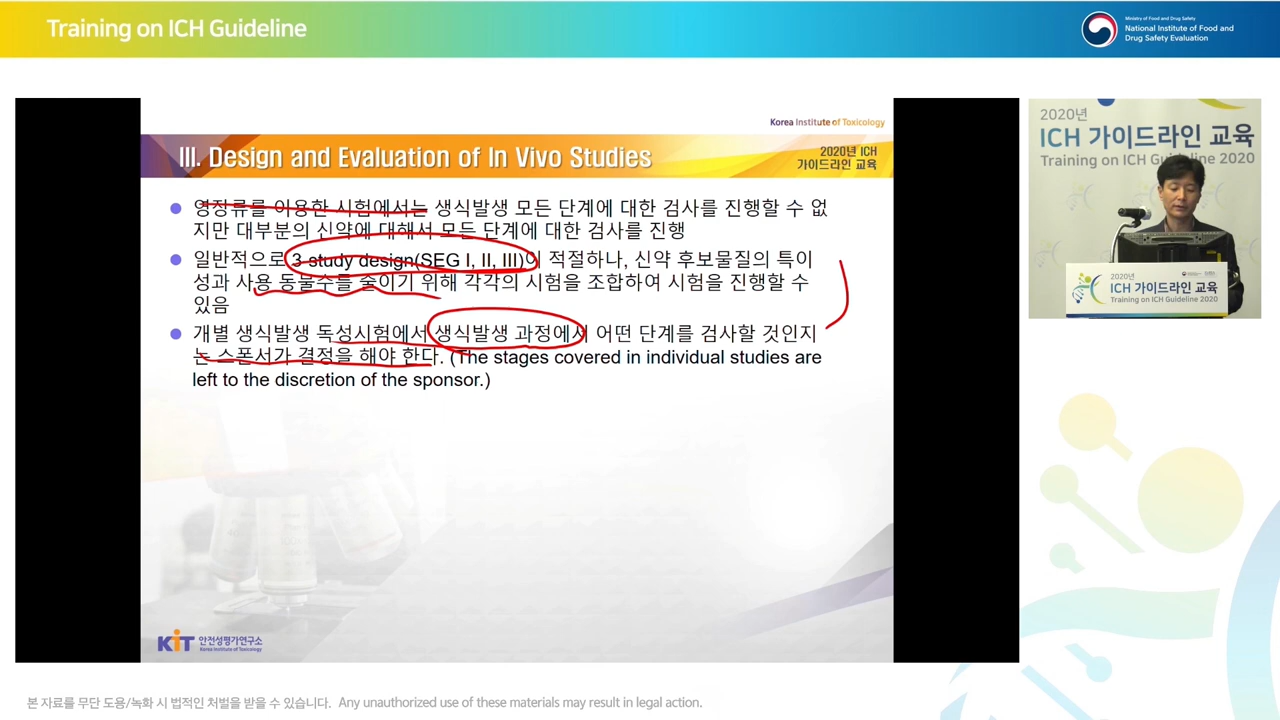 Training on ICH Guideline
Ministry of Food and Drug Safety
National Institute of Food and
Drug Safety Evaluation
Korea Institute of Toxicology
III. Design and Evaluation of In Vivo Studies
2020년 ICH
가이드라인 교육
영장류를 이용한 시험에서는 생식발생 모든 단계에 대한 검사를 진행할 수 없
지만 대부분의 신약에 대해서 모든 단계에 대한 검사를 진행
일반적으로 3 study design(SEG I, II, III)이 적절하나, 신약 후보물질의 특이
성과 사용 동물수를 줄이기 위해 각각의 시험을 조합하여 시험을 진행할 수
있음
개별 생식발생 독성시험에서 생식발생 과정에서 어떤 단계를 검사할 것인지
는 스폰서가 결정을 해야 한다. (The stages covered in individual studies are
left to the discretion of the sponsor.)
KIT 안전성평가연구소
Korea Institute of Toxicology
2020년
ICH 가이드라인 교육
Training on ICH Guideline 2020
2020년
ICH 가이드라인 교육
Training on ICH Guideline 2020
본 자료를 무단 도용/녹화 시 법적인 처벌을 받을 수 있습니다. Any unauthorized use of these materials may result in legal action.